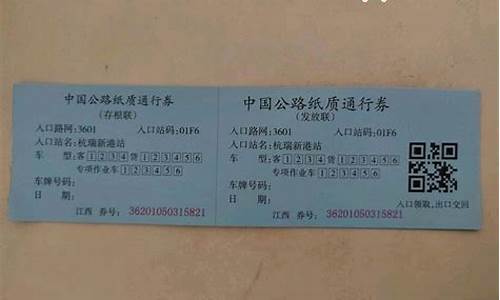 中国公路纸质通行券
(存根联)
入口路网:3601 入口站码:01F6
入口站名:杭瑞新港站
车 型:客1234货123456
专项作业车123456
车牌号码:
日 期:
江西 券号: 36201050315821
中国公路纸质通行券
(发放联)
入口路网:3601 入口站码:01F6
入口站名:杭瑞新港站
车 型:客1234货123456
专项作业车123456
车牌号码:
日 期:
江西 券号: 36201050315821
入口领取,出口交回